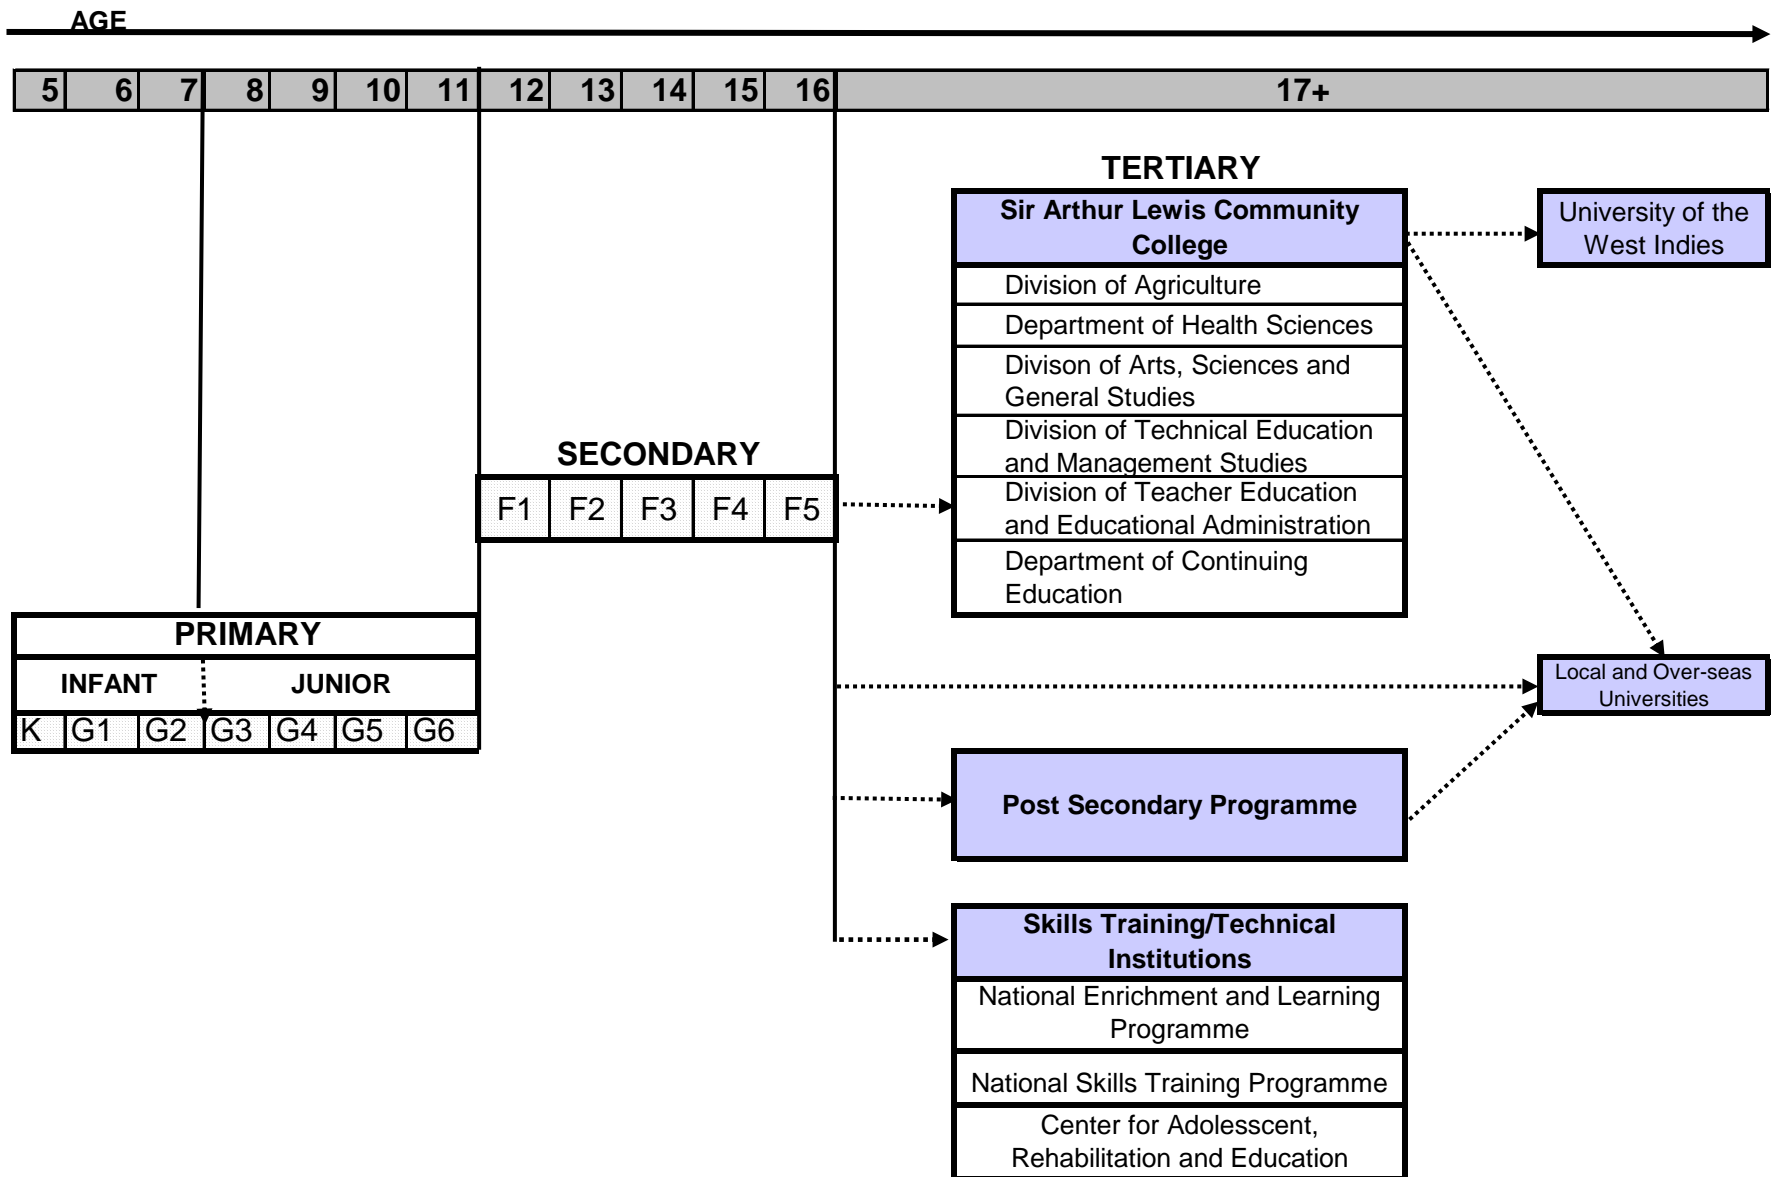 AGE
5 6 7 8 9 10 11 12 13 14 15 16 17+
TERTIARY
Sir Arthur Lewis Community
College
Division of Agriculture
Department of Health Sciences
Divison of Arts, Sciences and
General Studies
Division of Technical Education
and Management Studies
Division of Teacher Education
and Educational Administration
Department of Continuing
Education
University of the
West Indies
SECONDARY
F1 F2 F3 F4 F5
PRIMARY
INFANT JUNIOR
K G1 G2 G3 G4 G5 G6
Local and Over-seas
Universities
Post Secondary Programme
Skills Training/Technical
Institutions
National Enrichment and Learning
Programme
National Skills Training Programme
Center for Adolesscent,
Rehabilitation and Education